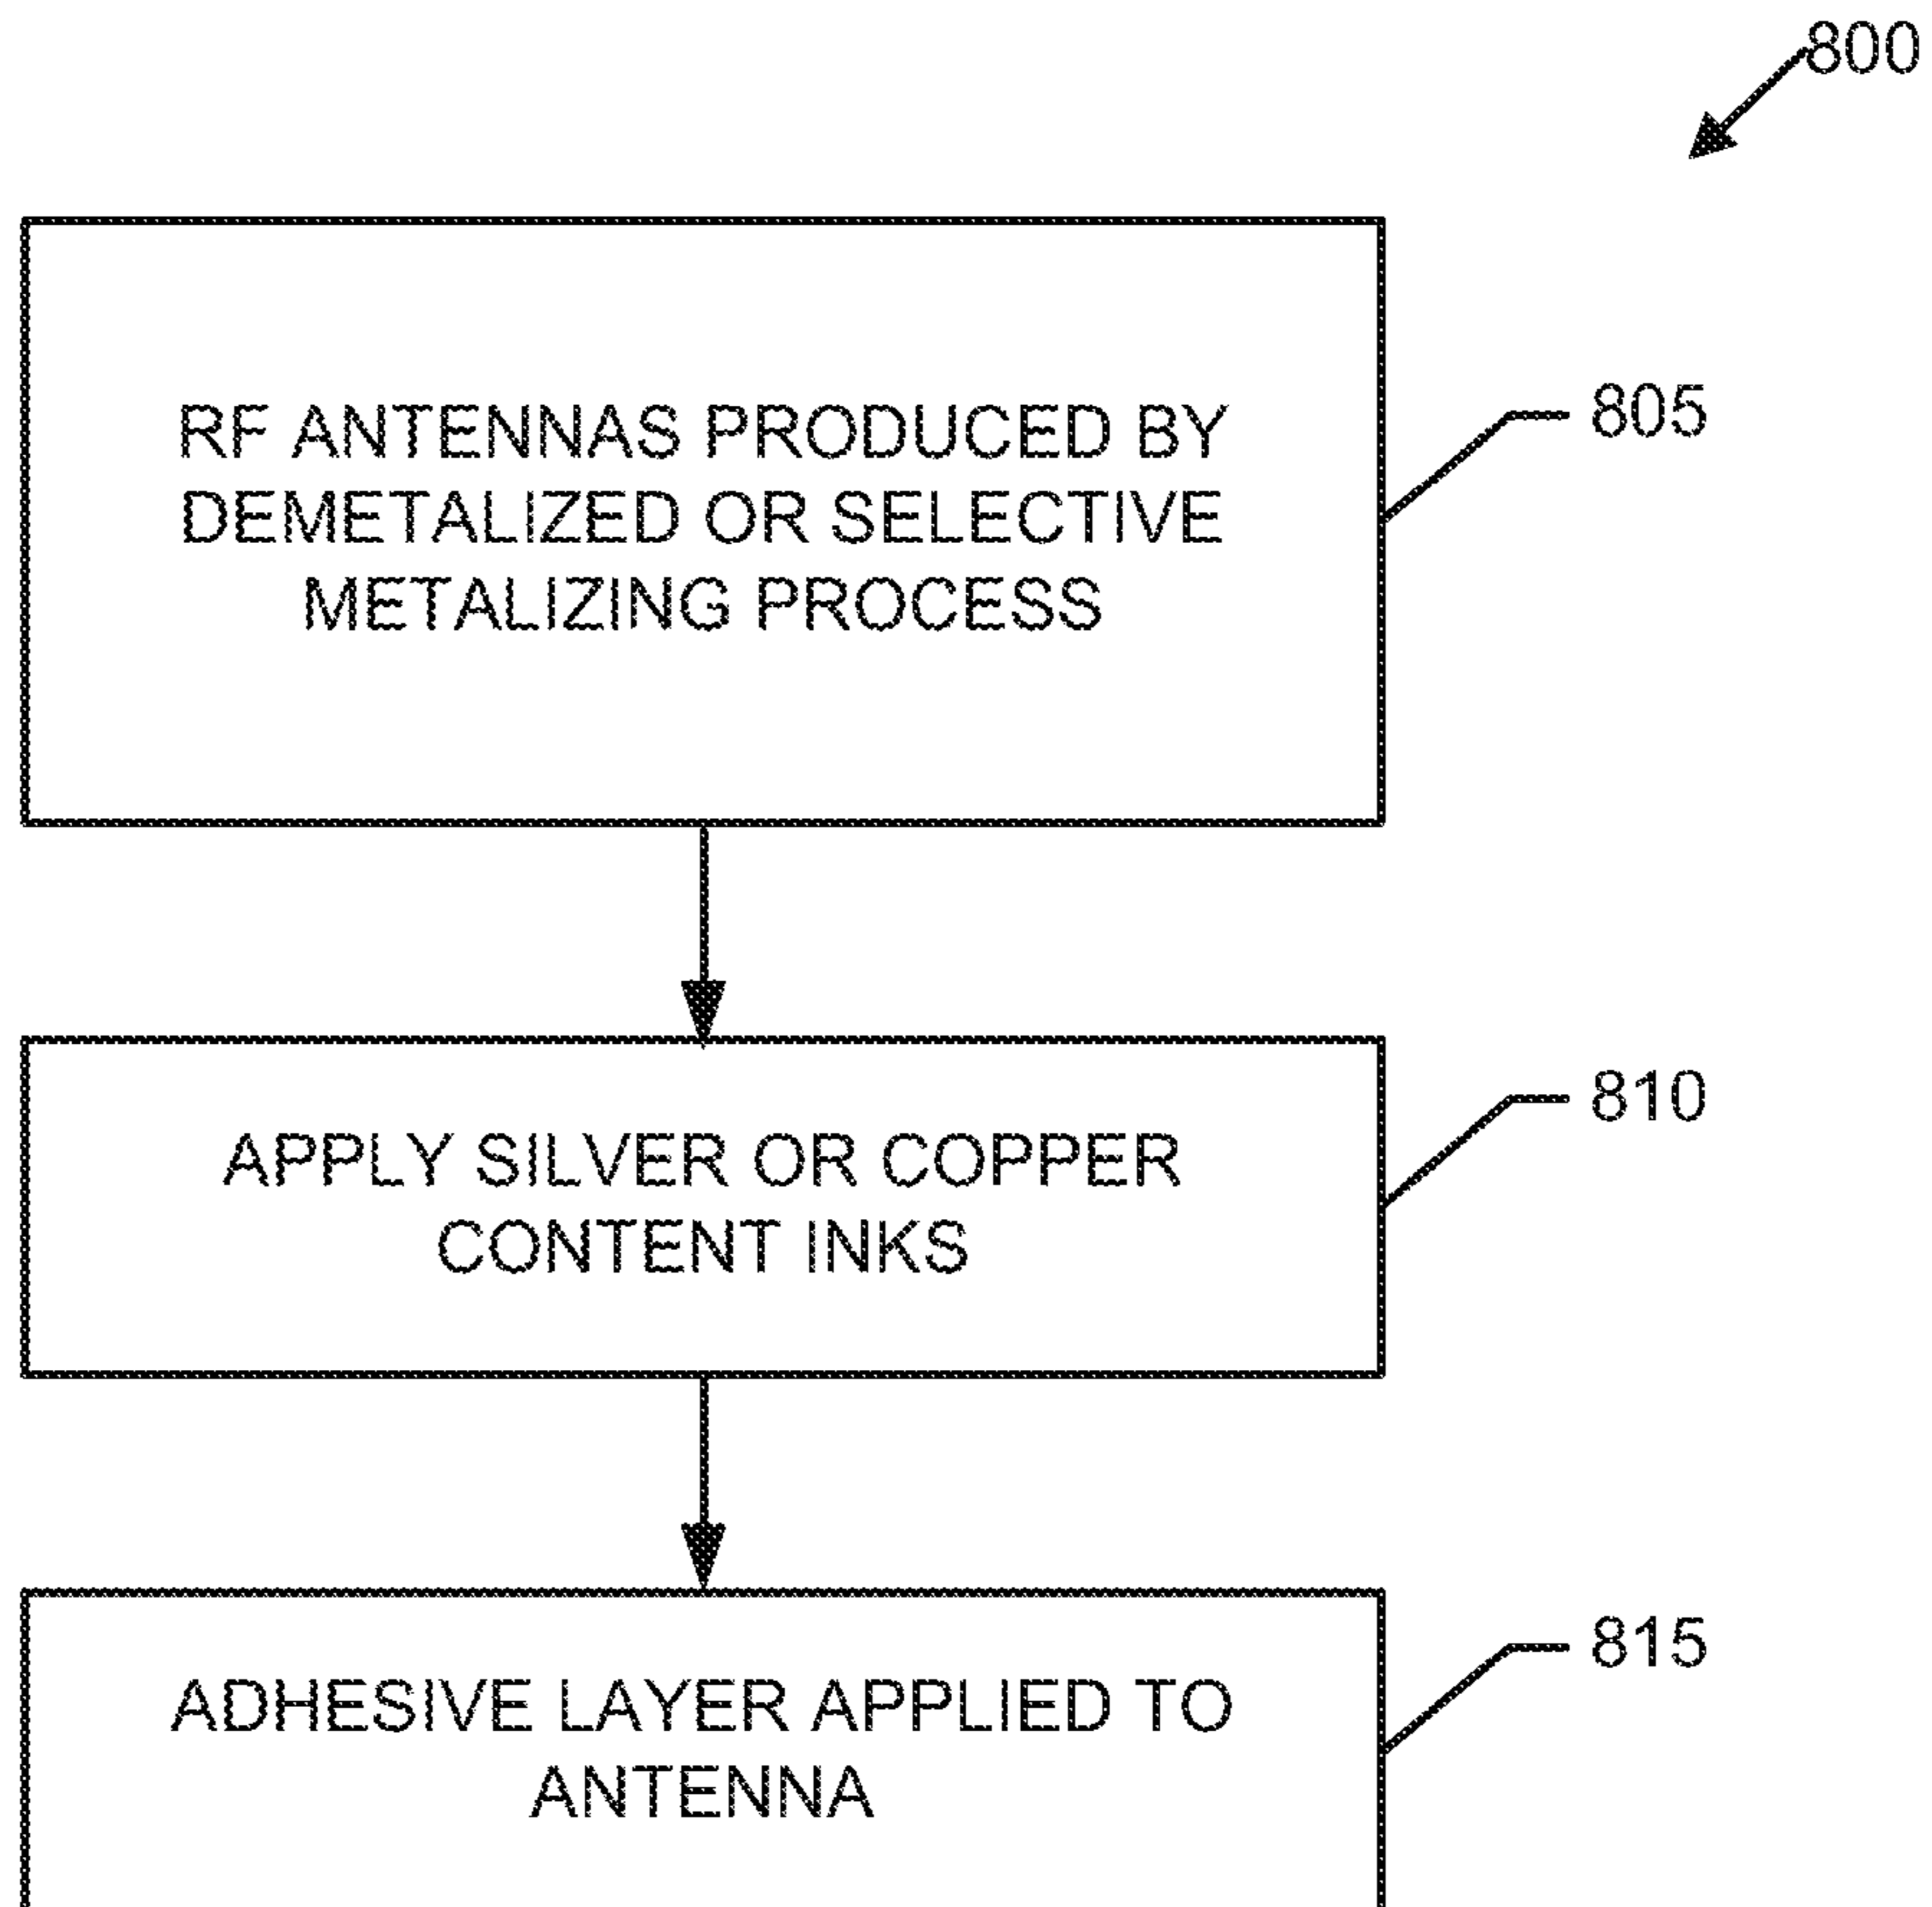 800
RF ANTENNAS PRODUCED BY
DEMETALIZED OR SELECTIVE
METALIZING PROCESS
805
APPLY SILVER OR COPPER
CONTENT INKS
810
ADHESIVE LAYER APPLIED TO
ANTENNA
815